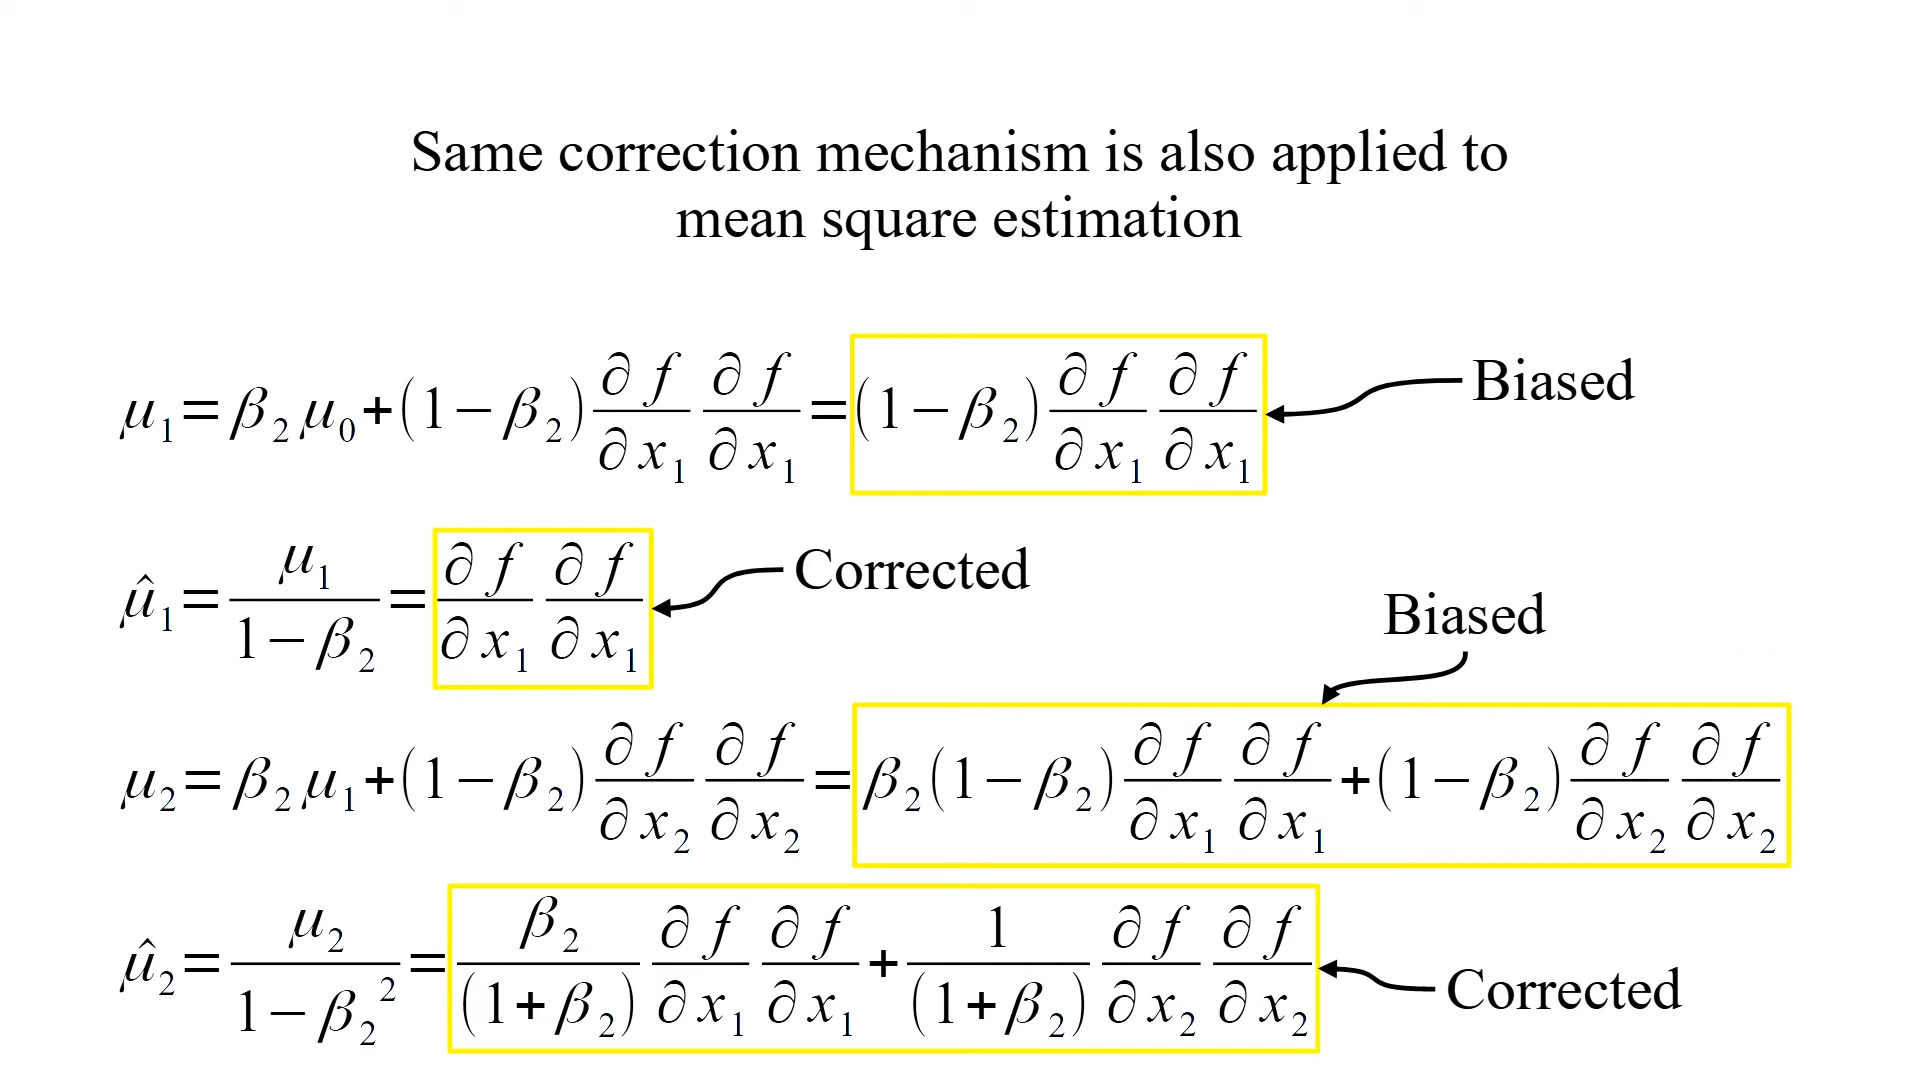 Same correction mechanism is also applied to
mean square estimation
μ₁=β₂μ₀+(1−β₂)∂f/∂x₁ ∂f/∂x₁=(1−β₂)∂f/∂x₁ ∂f/∂x₁
Biased
μ̂₁=μ₁/(1−β₂)=∂f/∂x₁ ∂f/∂x₁
Corrected
Biased
μ₂=β₂μ₁+(1−β₂)∂f/∂x₂ ∂f/∂x₂=β₂(1−β₂)∂f/∂x₁ ∂f/∂x₁+(1−β₂)∂f/∂x₂ ∂f/∂x₂
μ̂₂=μ₂/(1−β₂²)=β₂/(1+β₂) ∂f/∂x₁ ∂f/∂x₁+1/(1+β₂) ∂f/∂x₂ ∂f/∂x₂
Corrected